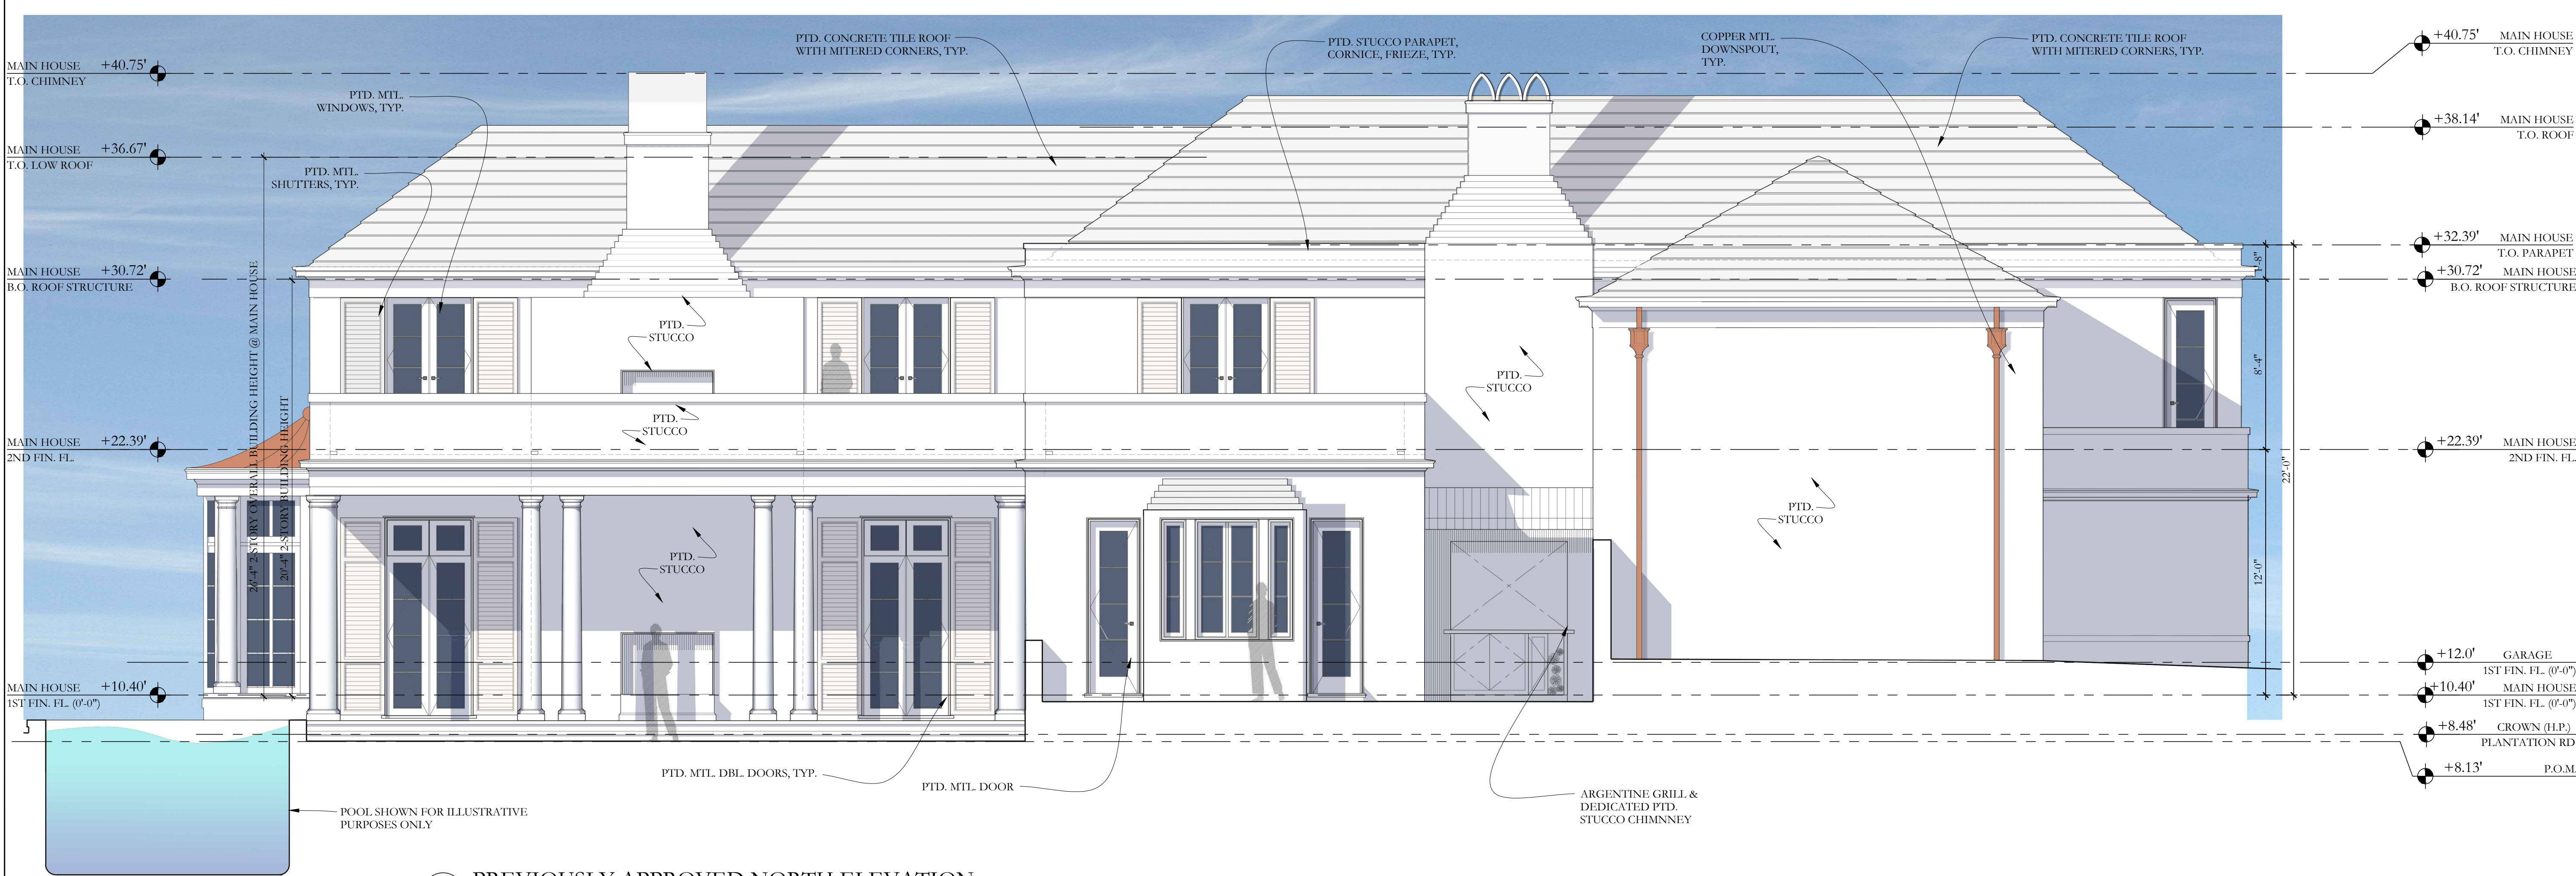 MAIN HOUSE +40.75'
T.O. CHIMNEY
MAIN HOUSE +36.67'
T.O. LOW ROOF
MAIN HOUSE +30.72'
B.O. ROOF STRUCTURE
MAIN HOUSE +22.39'
2ND FIN. FL.
MAIN HOUSE +10.40'
1ST FIN. FL. (0'-0")
PTD. MTL.
WINDOWS, TYP.
PTD. MTL.
SHUTTERS, TYP.
26'-4" 2-STORY OVERALL BUILDING HEIGHT @ MAIN HOUSE
20'-4" 2-STORY BUILDING HEIGHT
PTD. CONCRETE TILE ROOF
WITH MITERED CORNERS, TYP.
PTD. STUCCO PARAPET,
CORNICE, FRIEZE, TYP.
COPPER MTL.
DOWNSPOUT,
TYP.
PTD. CONCRETE TILE ROOF
WITH MITERED CORNERS, TYP.
PTD.
STUCCO
PTD.
STUCCO
PTD.
STUCCO
PTD.
STUCCO
PTD.
STUCCO
PTD. MTL. DBL. DOORS, TYP.
PTD. MTL. DOOR
POOL SHOWN FOR ILLUSTRATIVE
PURPOSES ONLY
ARGENTINE GRILL &
DEDICATED PTD.
STUCCO CHIMNNEY
1'-8"
8'-4"
12'-0"
22'-0"
+40.75' MAIN HOUSE
T.O. CHIMNEY
+38.14' MAIN HOUSE
T.O. ROOF
+32.39' MAIN HOUSE
T.O. PARAPET
+30.72' MAIN HOUSE
B.O. ROOF STRUCTURE
+22.39' MAIN HOUSE
2ND FIN. FL.
+12.0' GARAGE
1ST FIN. FL. (0'-0")
+10.40' MAIN HOUSE
1ST FIN. FL. (0'-0")
+8.48' CROWN (H.P.)
PLANTATION RD
+8.13' P.O.M.
PREVIOUSLY APPROVED NORTH ELEVATION